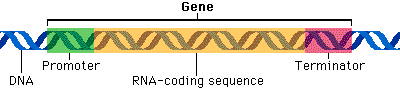 Gene
DNA
Promoter
RNA-coding sequence
Terminator